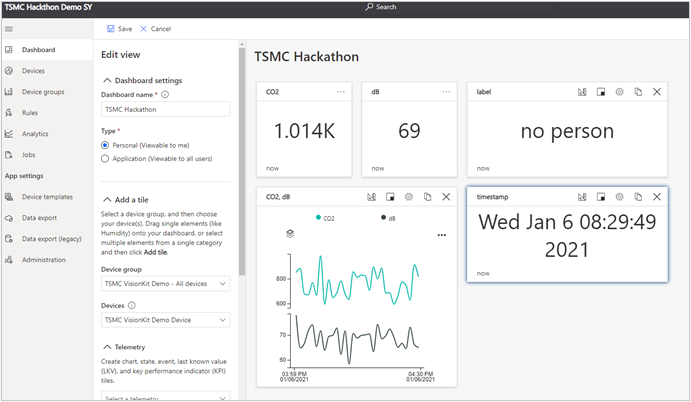 TSMC Hackthon Demo SY
Search
Save
Cancel
Dashboard
Devices
Device groups
Rules
Analytics
Jobs
App settings
Device templates
Data export
Data export (legacy)
Administration
Edit view
Dashboard settings
Dashboard name *
TSMC Hackathon
Type *
Personal (Viewable to me)
Application (Viewable to all users)
Add a tile
Select a device group, and then choose
your device(s). Drag single elements (like
Humidity) onto your dashboard, or select
multiple elements from a single category
and then click Add tile.
Device group
TSMC VisionKit Demo - All devices
Devices
TSMC VisionKit Demo Device
Telemetry
Create chart, state, event, last known value
(LKV), and key performance indicator (KPI)
tiles.
Select a telemetry
TSMC Hackathon
CO2
1.014K
now
dB
69
now
label
no person
now
CO2, dB
CO2
dB
800
600
70
60
03:59 PM
01/06/2021
04:30 PM
01/06/2021
timestamp
Wed Jan 6 08:29:49
2021
now